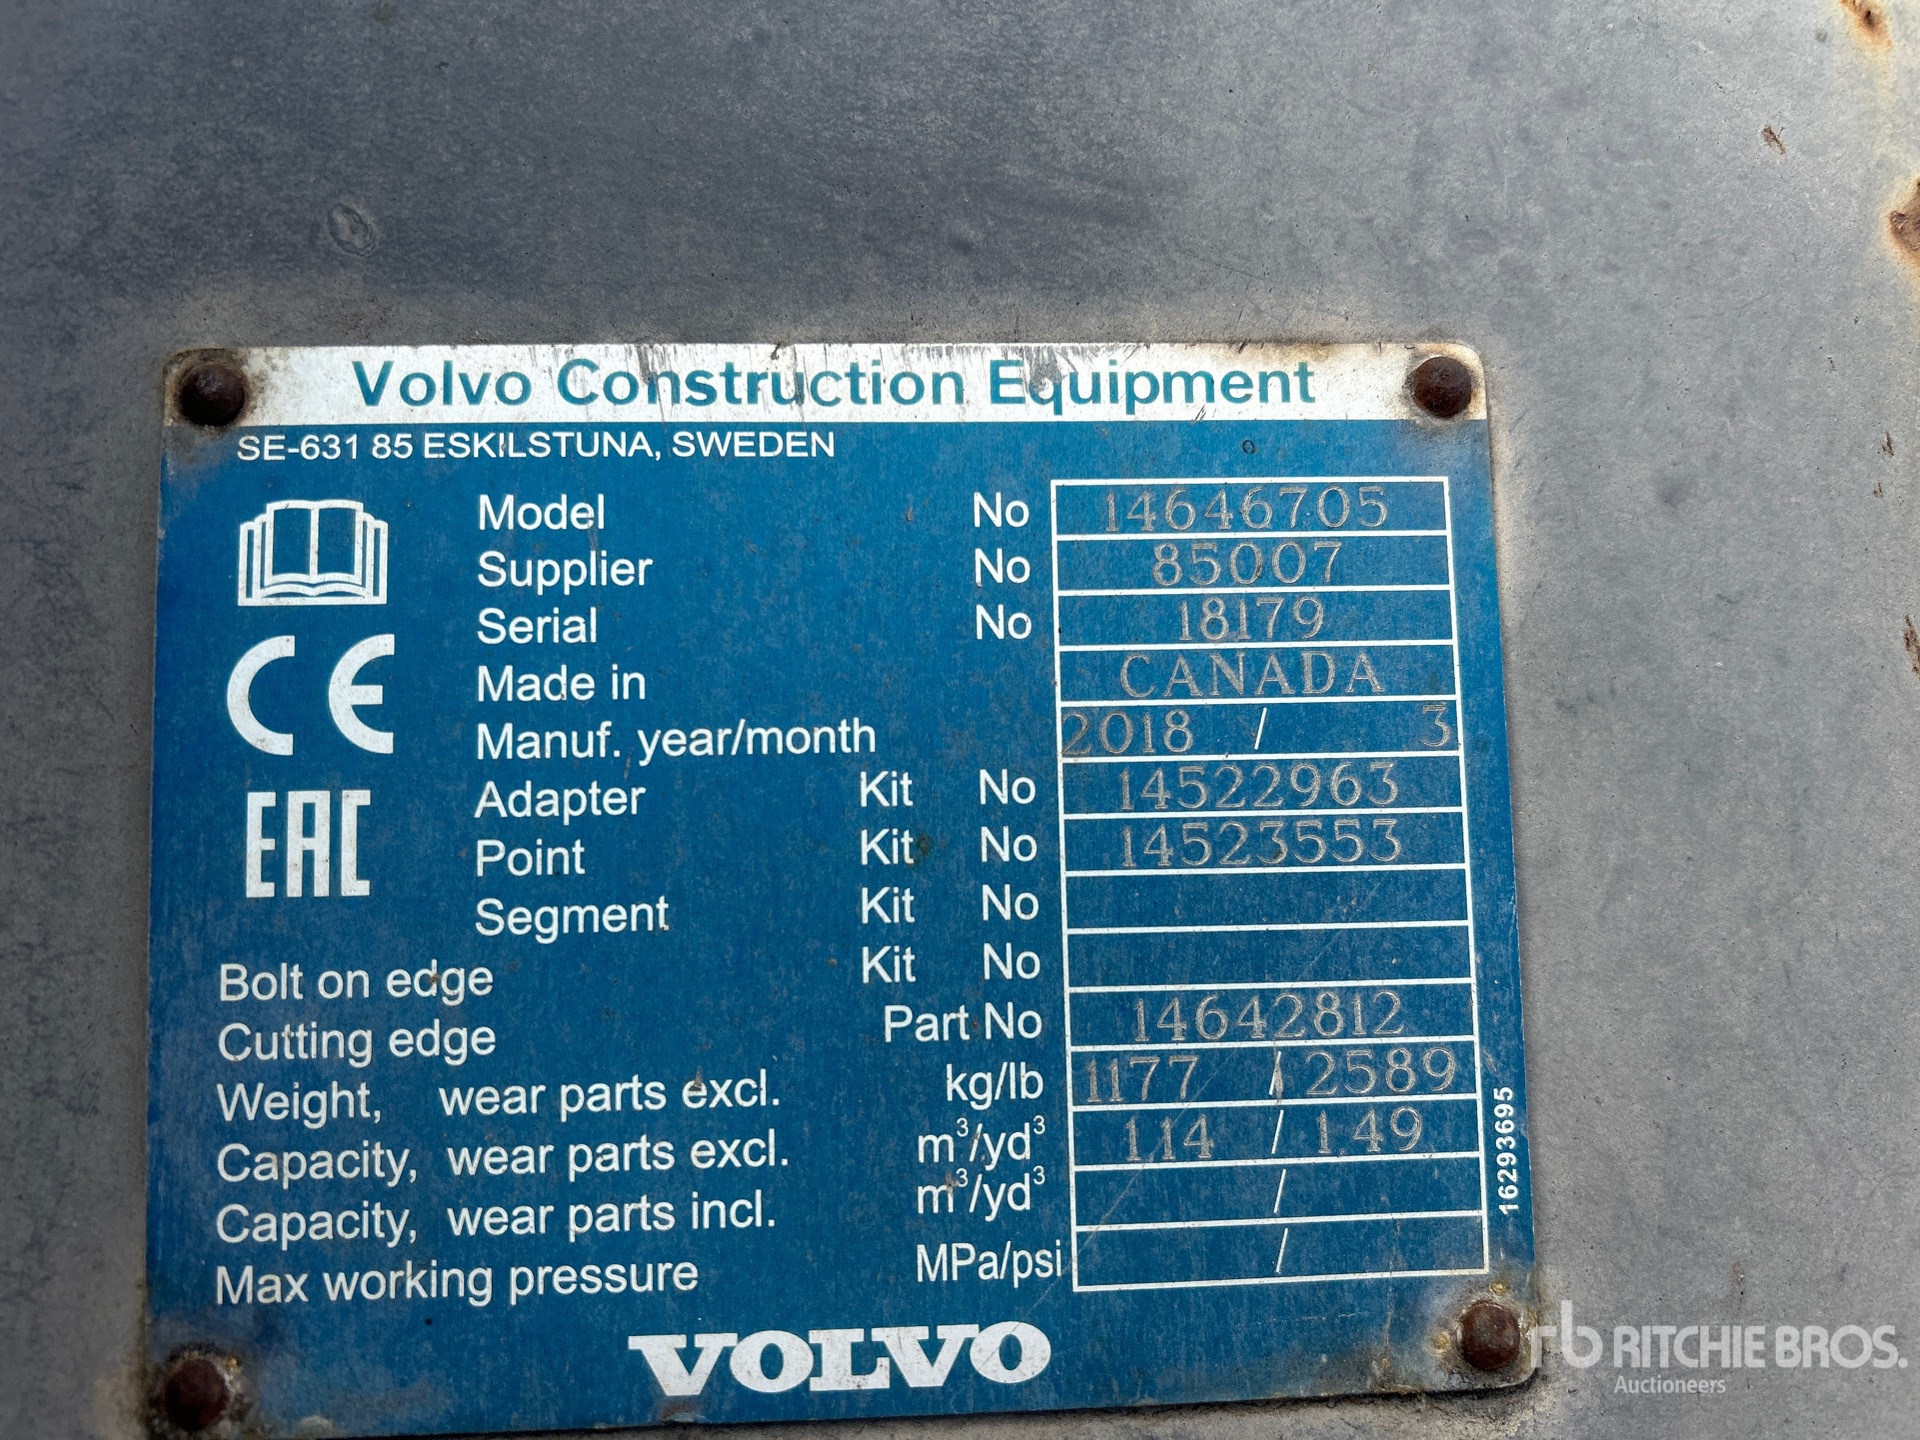 Volvo Construction Equipment
SE-631 85 ESKILSTUNA, SWEDEN
Model No 14646705
Supplier No 85007
Serial No 18179
Made in CANADA
Manuf. year/month 2018 / 3
Adapter Kit No 14522963
Point Kit No 14523553
Segment Kit No
Bolt on edge Kit No
Cutting edge Part No 14642812
Weight, wear parts excl. kg/lb 1177 / 2589
Capacity, wear parts excl. m³/yd³ 1.14 / 1.49
Capacity, wear parts incl. m³/yd³ /
Max working pressure MPa/psi /
16293695
VOLVO
CE
EAC
rb RITCHIE BROS.
Auctioneers